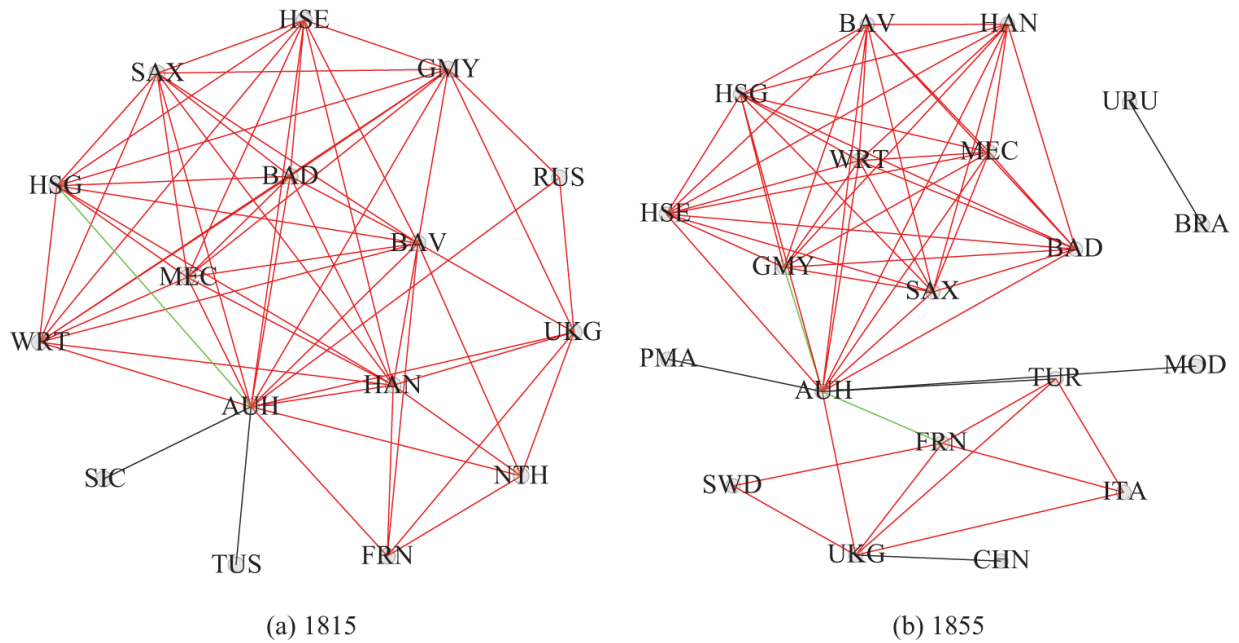 HSE
SAX
GMY
HSG
BAD
RUS
BAV
MEC
WRT
UKG
HAN
AUH
SIC
NTH
TUS
FRN
(a) 1815
BAV
HAN
HSG
URU
WRT
MEC
HSE
BRA
BAD
GMY
SAX
PMA
MOD
TUR
AUH
FRN
SWD
ITA
UKG
CHN
(b) 1855